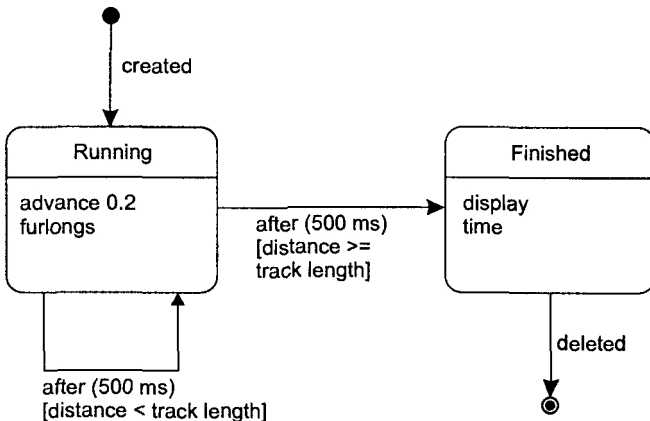 created
Running
advance 0.2
furlongs
after (500 ms)
[distance >=
track length]
Finished
display
time
after (500 ms)
[distance < track length]
deleted